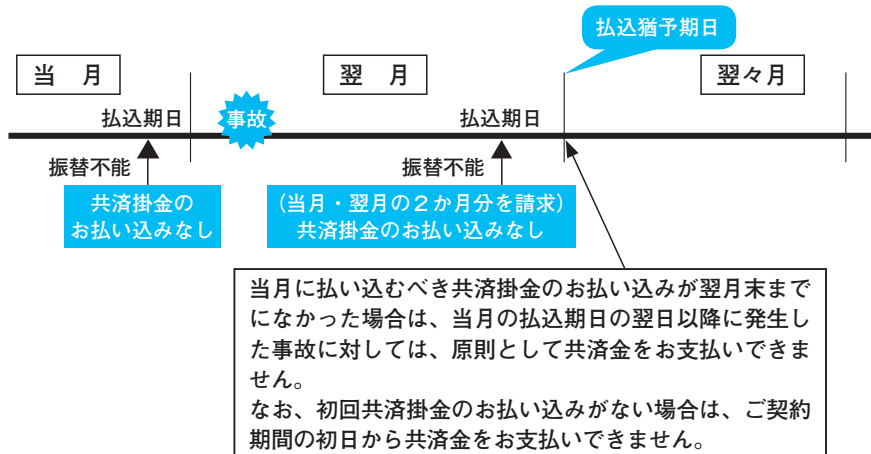 払込猶予期日
当　月
翌　月
翌々月
払込期日
事故
払込期日
振替不能
振替不能
共済掛金の
お払い込みなし
(当月・翌月の２か月分を請求)
共済掛金のお払い込みなし
当月に払い込むべき共済掛金のお払い込みが翌月末まで
になかった場合は、当月の払込期日の翌日以降に発生し
た事故に対しては、原則として共済金をお支払いできま
せん。
なお、初回共済掛金のお払い込みがない場合は、ご契約
期間の初日から共済金をお支払いできません。